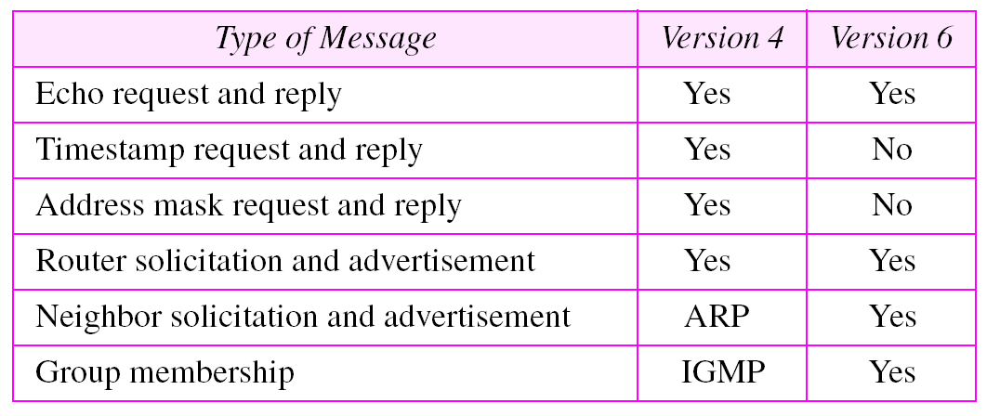 Type of Message Version 4 Version 6
Echo request and reply Yes Yes
Timestamp request and reply Yes No
Address mask request and reply Yes No
Router solicitation and advertisement Yes Yes
Neighbor solicitation and advertisement ARP Yes
Group membership IGMP Yes